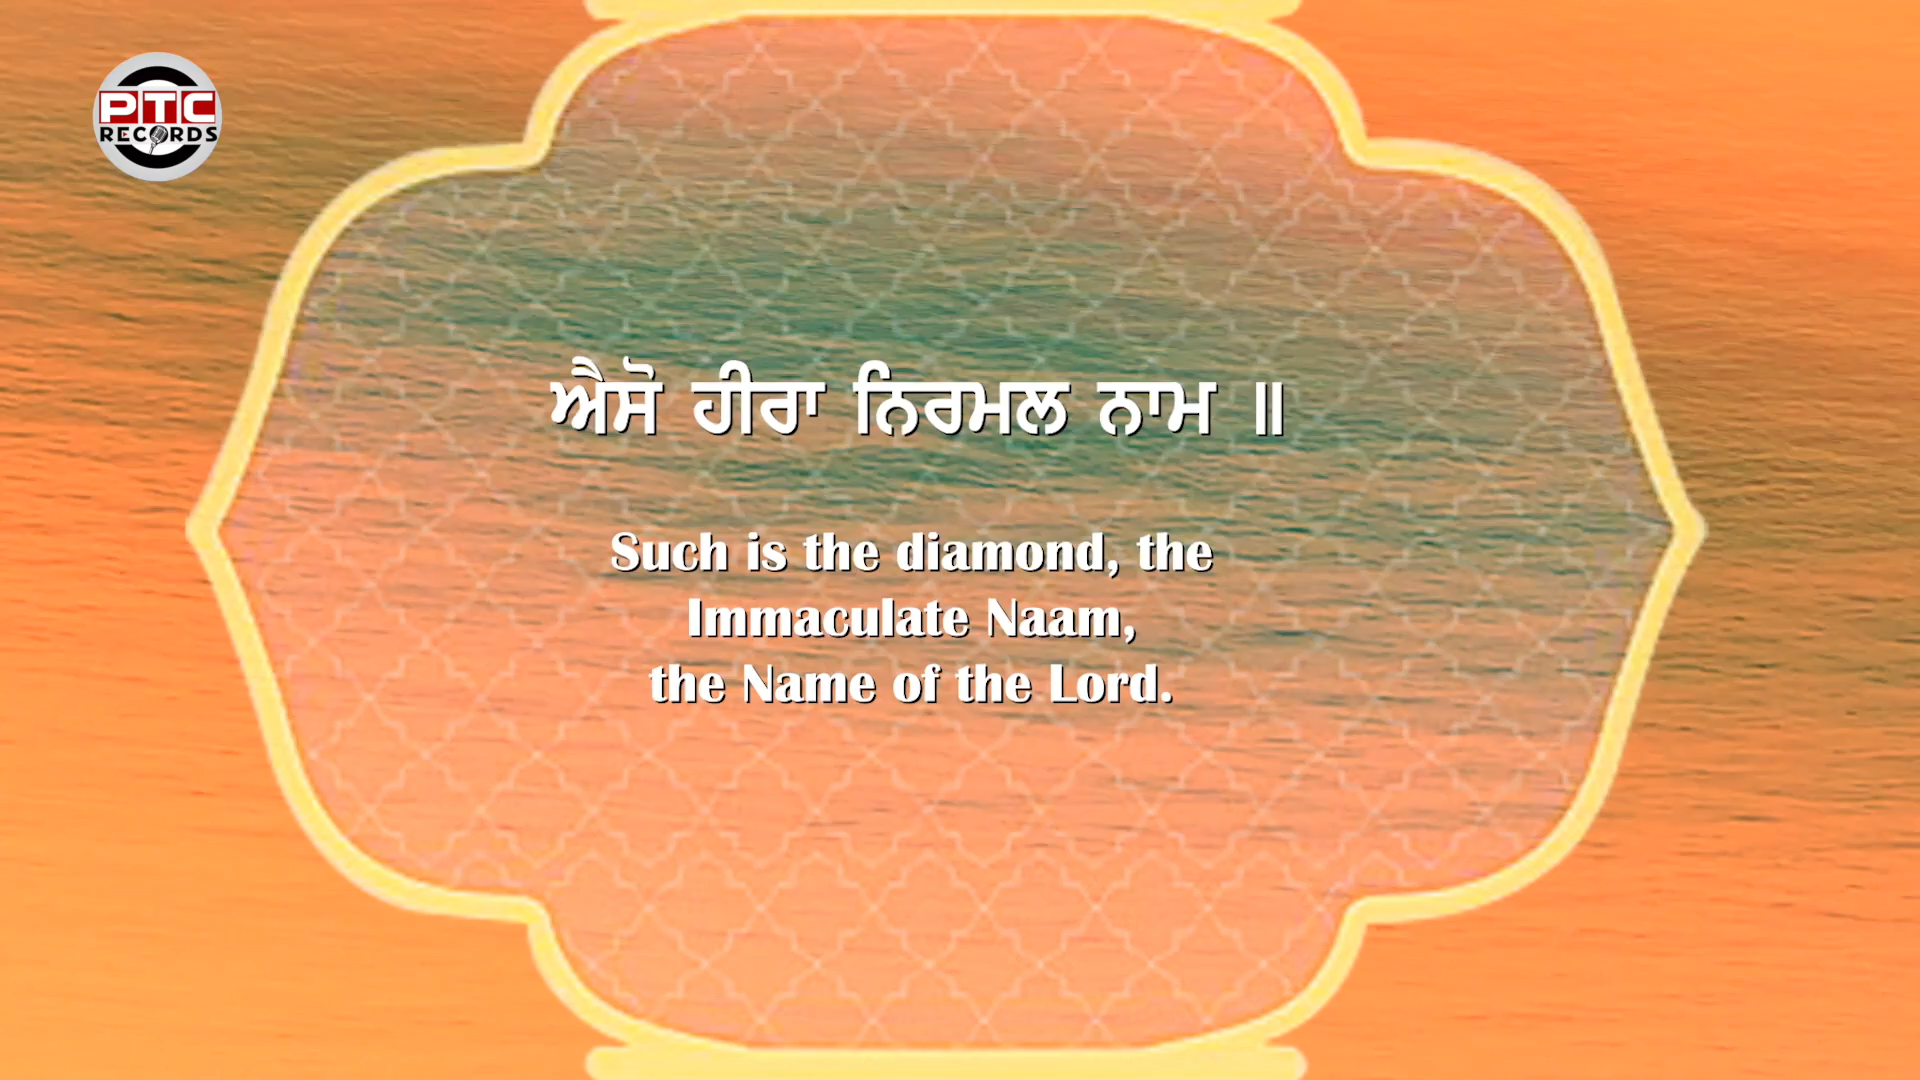 PTC
RECORDS
ਐਸੋ ਹੀਰਾ ਨਿਰਮਲ ਨਾਮ ॥
Such is the diamond, the
Immaculate Naam,
the Name of the Lord.